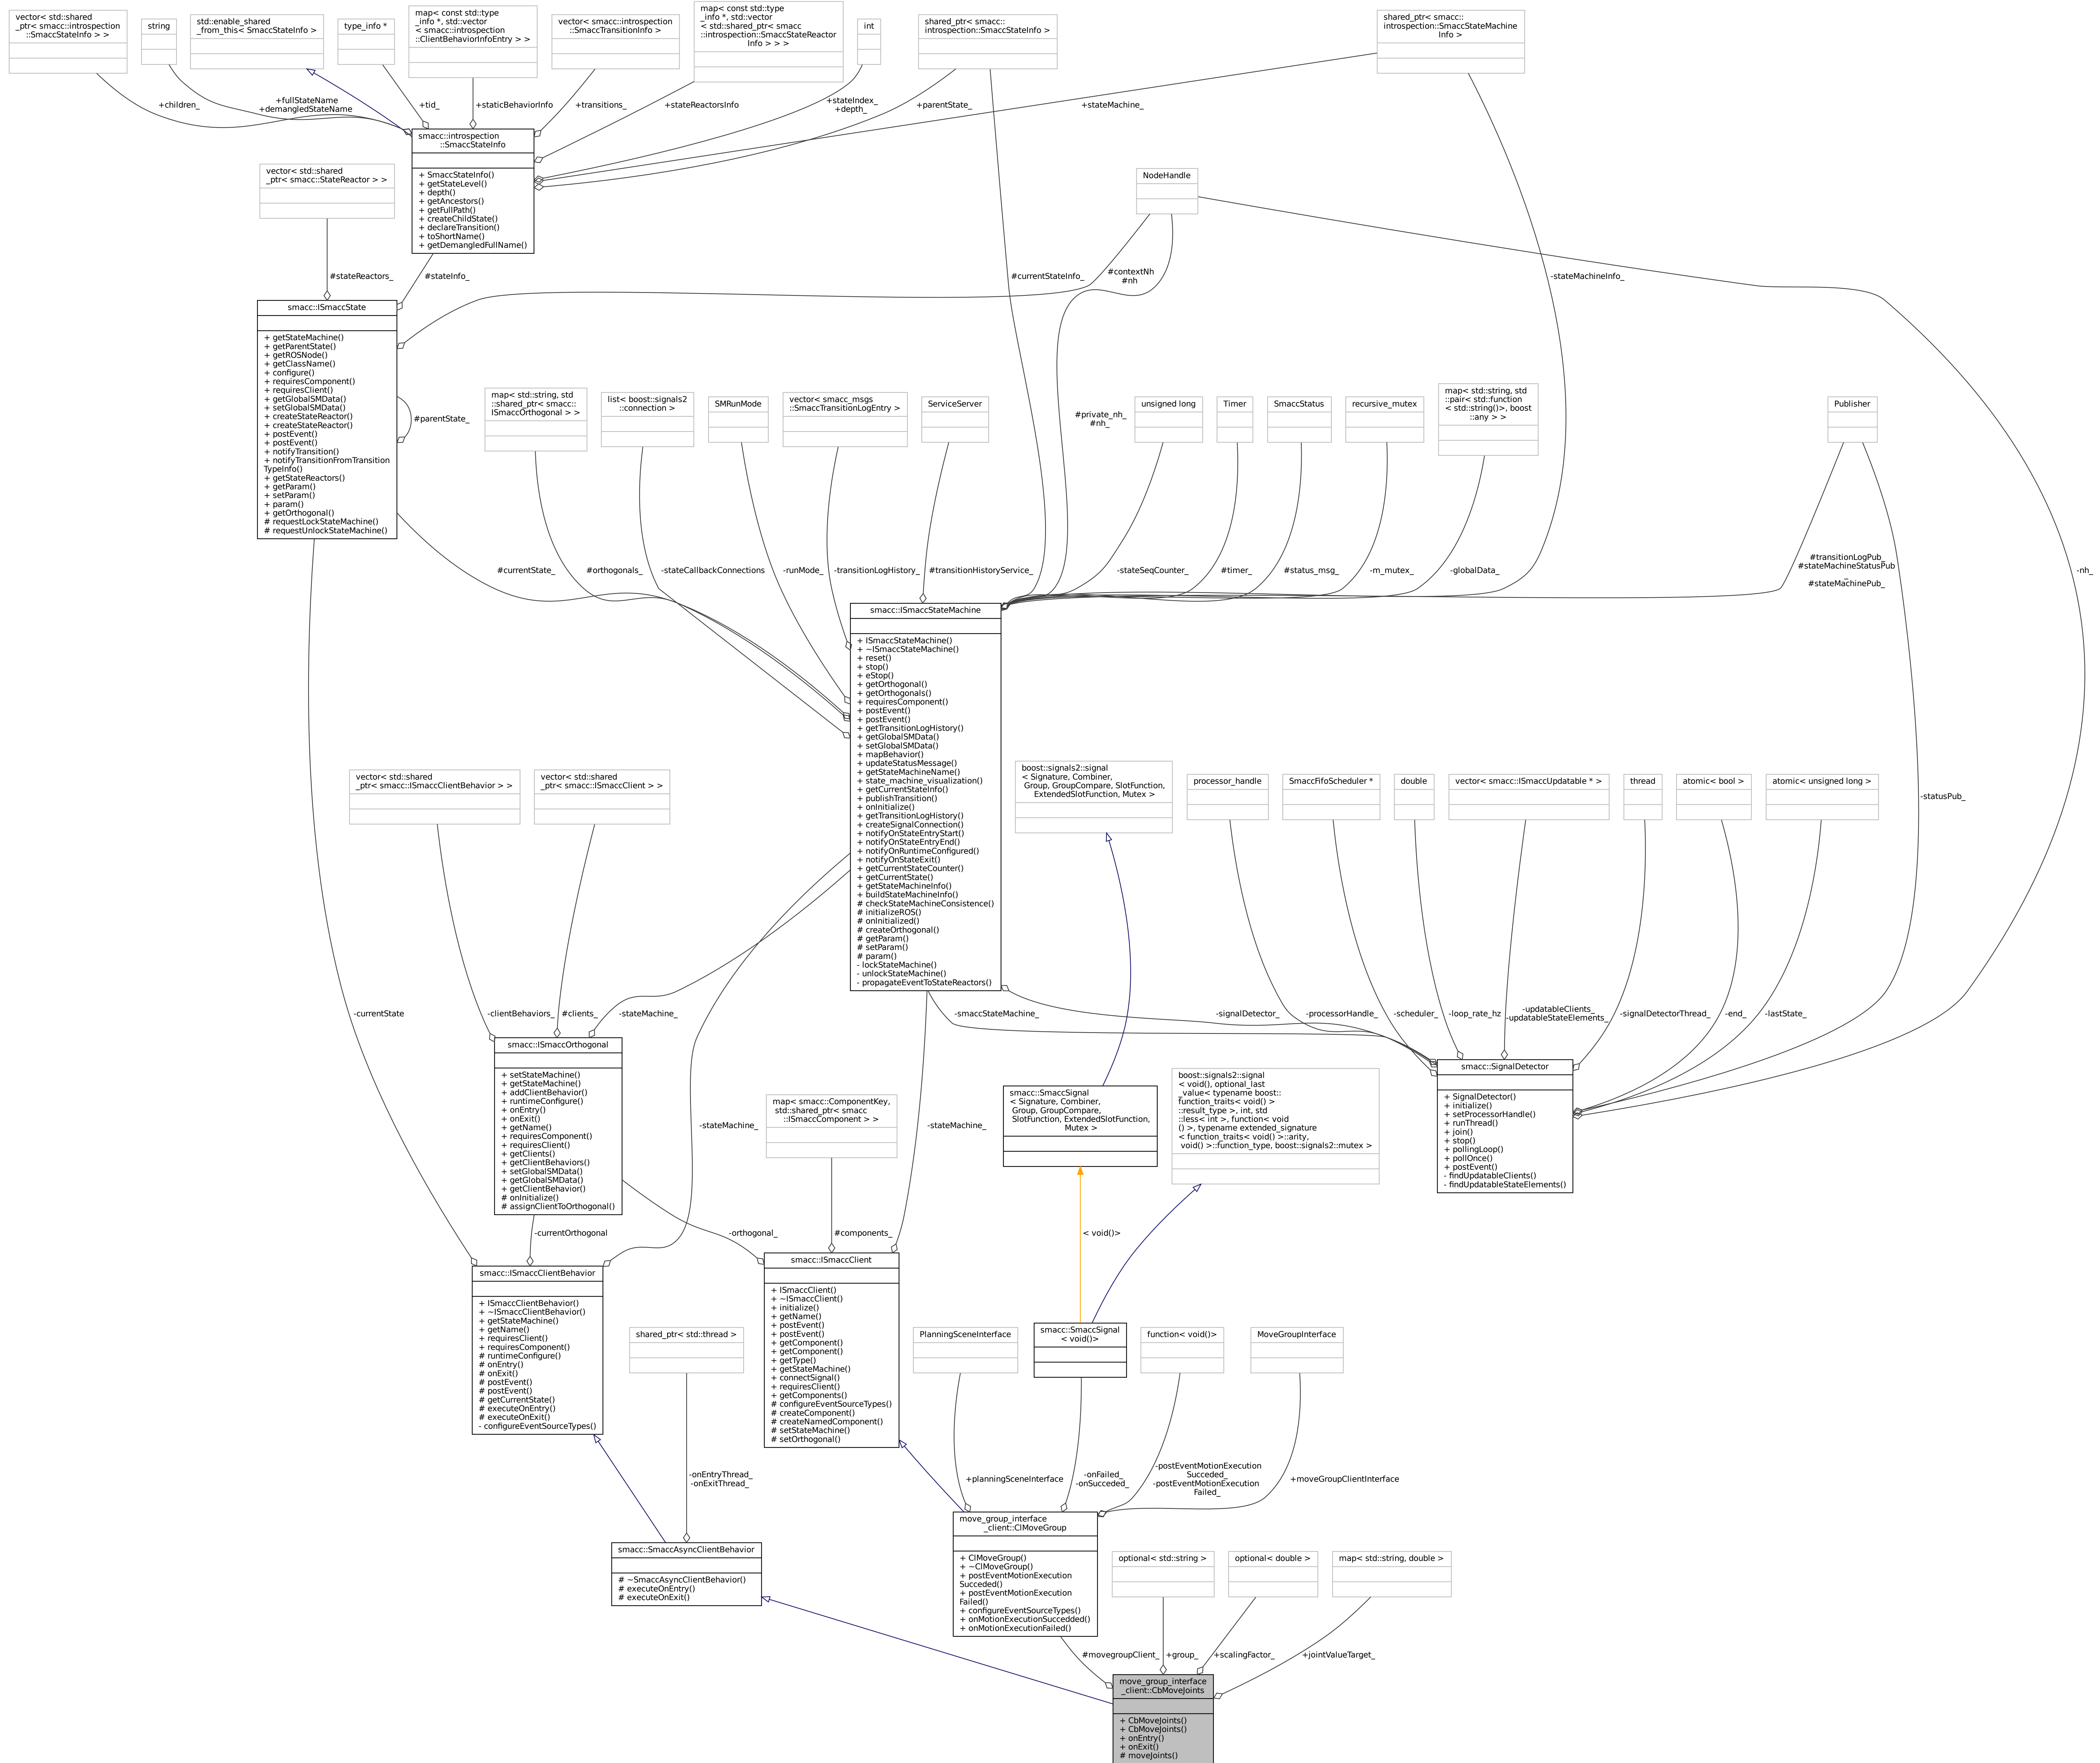 vector< std::shared
_ptr< smacc::introspection
::SmaccStateInfo > >
string
std::enable_shared
_from_this< SmaccStateInfo >
type_info *
map< const std::type
_info *, std::vector
< smacc::introspection
::ClientBehaviorInfoEntry > >
vector< smacc::introspection
::SmaccTransitionInfo >
map< const std::type
_info *, std::vector
< std::shared_ptr< smacc
::introspection::SmaccStateReactor
Info > > >
int
shared_ptr< smacc::
introspection::SmaccStateInfo >
shared_ptr< smacc::
introspection::SmaccStateMachine
Info >
+children_
+fullStateName
+demangledStateName
+tid_
+staticBehaviorInfo
+transitions_
+stateReactorsInfo
+stateIndex_
+depth_
+parentState_
+stateMachine_
smacc::introspection
::SmaccStateInfo
+ SmaccStateInfo()
+ getStateLevel()
+ depth()
+ getAncestors()
+ getFullPath()
+ createChildState()
+ declareTransition()
+ toShortName()
+ getDemangledFullName()
vector< std::shared
_ptr< smacc::StateReactor > >
NodeHandle
#stateReactors_
#stateInfo_
#currentStateInfo_
#contextNh
#nh
-stateMachineInfo_
smacc::ISmaccState
+ getStateMachine()
+ getParentState()
+ getROSNode()
+ getClassName()
+ configure()
+ requiresComponent()
+ requiresClient()
+ getGlobalSMData()
+ setGlobalSMData()
+ createStateReactor()
+ createStateReactor()
+ postEvent()
+ postEvent()
+ notifyTransition()
+ notifyTransitionFromTransition
TypeInfo()
+ getStateReactors()
+ getParam()
+ setParam()
+ param()
+ getOrthogonal()
# requestLockStateMachine()
# requestUnlockStateMachine()
#parentState_
map< std::string, std
::shared_ptr< smacc::
ISmaccOrthogonal > >
list< boost::signals2
::connection >
SMRunMode
vector< smacc_msgs
::SmaccTransitionLogEntry >
ServiceServer
#private_nh_
#nh_
unsigned long
Timer
SmaccStatus
recursive_mutex
map< std::string, std
::pair< std::function
< std::string()>, boost
::any > >
Publisher
#currentState_
#orthogonals_
-stateCallbackConnections
-runMode_
-transitionLogHistory_
#transitionHistoryService_
-stateSeqCounter_
#timer_
#status_msg_
-m_mutex_
-globalData_
#transitionLogPub_
#stateMachineStatusPub
_
#stateMachinePub_
-nh_
smacc::ISmaccStateMachine
+ ISmaccStateMachine()
+ ~ISmaccStateMachine()
+ reset()
+ stop()
+ eStop()
+ getOrthogonal()
+ getOrthogonals()
+ requiresComponent()
+ postEvent()
+ postEvent()
+ getTransitionLogHistory()
+ getGlobalSMData()
+ setGlobalSMData()
+ mapBehavior()
+ updateStatusMessage()
+ getStateMachineName()
+ state_machine_visualization()
+ getCurrentStateInfo()
+ publishTransition()
+ onInitialize()
+ getTransitionLogHistory()
+ createSignalConnection()
+ notifyOnStateEntryStart()
+ notifyOnStateEntryEnd()
+ notifyOnRuntimeConfigured()
+ notifyOnStateExit()
+ getCurrentStateCounter()
+ getCurrentState()
+ getStateMachineInfo()
+ buildStateMachineInfo()
# checkStateMachineConsistence()
# initializeROS()
# onInitialized()
# createOrthogonal()
# getParam()
# setParam()
# param()
- lockStateMachine()
- unlockStateMachine()
- propagateEventToStateReactors()
vector< std::shared
_ptr< smacc::ISmaccClientBehavior > >
vector< std::shared
_ptr< smacc::ISmaccClient > >
boost::signals2::signal
< Signature, Combiner,
Group, GroupCompare, SlotFunction,
ExtendedSlotFunction, Mutex >
processor_handle
SmaccFifoScheduler *
double
vector< smacc::ISmaccUpdatable * >
thread
atomic< bool >
atomic< unsigned long >
-statusPub_
-currentState
-clientBehaviors_
#clients_
-stateMachine_
-smaccStateMachine_
-signalDetector_
-processorHandle_
-scheduler_
-loop_rate_hz
-updatableClients_
-updatableStateElements_
-signalDetectorThread_
-end_
-lastState_
smacc::ISmaccOrthogonal
+ setStateMachine()
+ getStateMachine()
+ addClientBehavior()
+ runtimeConfigure()
+ onEntry()
+ onExit()
+ getName()
+ requiresComponent()
+ requiresClient()
+ getClients()
+ getClientBehaviors()
+ setGlobalSMData()
+ getGlobalSMData()
+ getClientBehavior()
# onInitialize()
# assignClientToOrthogonal()
-stateMachine_
map< smacc::ComponentKey,
std::shared_ptr< smacc
::ISmaccComponent > >
-stateMachine_
smacc::SmaccSignal
< Signature, Combiner,
Group, GroupCompare,
SlotFunction, ExtendedSlotFunction,
Mutex >
boost::signals2::signal
< void(), optional_last
_value< typename boost::
function_traits< void() >
::result_type >, int, std
::less< int >, function< void
() >, typename extended_signature
< function_traits< void() >::arity,
void() >::function_type, boost::signals2::mutex >
smacc::SignalDetector
+ SignalDetector()
+ initialize()
+ setProcessorHandle()
+ runThread()
+ join()
+ stop()
+ pollingLoop()
+ pollOnce()
+ postEvent()
- findUpdatableClients()
- findUpdatableStateElements()
-currentOrthogonal
-orthogonal_
#components_
< void()>
smacc::ISmaccClientBehavior
+ ISmaccClientBehavior()
+ ~ISmaccClientBehavior()
+ getStateMachine()
+ getName()
+ requiresClient()
+ requiresComponent()
# runtimeConfigure()
# onEntry()
# onExit()
# postEvent()
# postEvent()
# getCurrentState()
# executeOnEntry()
# executeOnExit()
- configureEventSourceTypes()
smacc::ISmaccClient
+ ISmaccClient()
+ ~ISmaccClient()
+ initialize()
+ getName()
+ postEvent()
+ postEvent()
+ getComponent()
+ getComponent()
+ getType()
+ getStateMachine()
+ connectSignal()
+ requiresClient()
+ getComponents()
# configureEventSourceTypes()
# createComponent()
# createNamedComponent()
# setStateMachine()
# setOrthogonal()
shared_ptr< std::thread >
PlanningSceneInterface
smacc::SmaccSignal
< void()>
function< void()>
MoveGroupInterface
-onEntryThread_
-onExitThread_
+planningSceneInterface
-onFailed_
-onSucceded_
-postEventMotionExecution
Succeded_
-postEventMotionExecution
Failed_
+moveGroupClientInterface
smacc::SmaccAsyncClientBehavior
# ~SmaccAsyncClientBehavior()
# executeOnEntry()
# executeOnExit()
move_group_interface
_client::ClMoveGroup
+ ClMoveGroup()
+ ~ClMoveGroup()
+ postEventMotionExecution
Succeded()
+ postEventMotionExecution
Failed()
+ configureEventSourceTypes()
+ onMotionExecutionSuccedded()
+ onMotionExecutionFailed()
optional< std::string >
optional< double >
map< std::string, double >
#movegroupClient_
+group_
+scalingFactor_
+jointValueTarget_
move_group_interface
_client::CbMoveJoints
+ CbMoveJoints()
+ CbMoveJoints()
+ onEntry()
+ onExit()
# moveJoints()